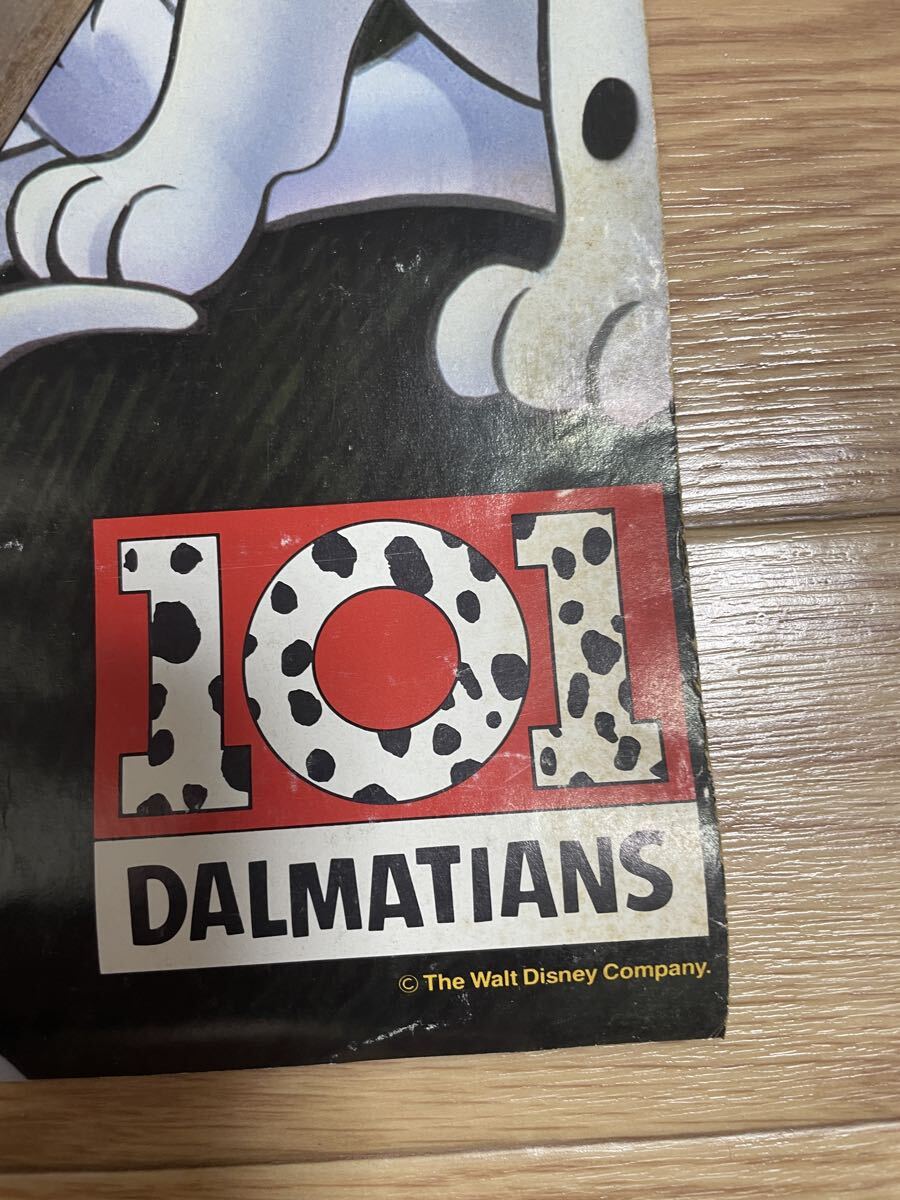 101
DALMATIANS
© The Walt Disney Company.